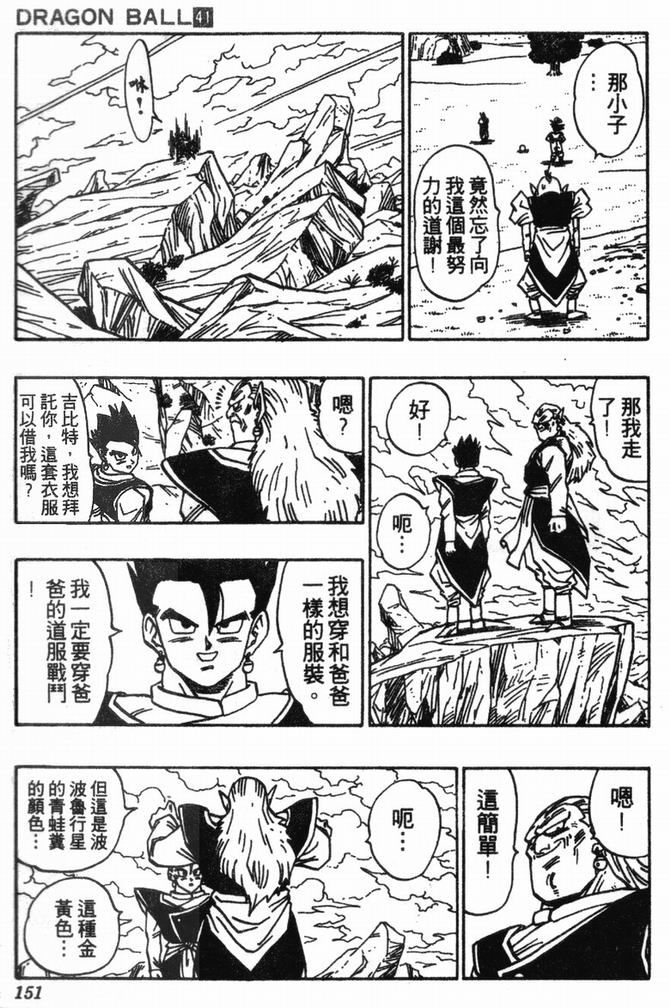 DRAGON BALL 41
那小子
…
竟然忘了向
我這個最努
力的道謝！
咻！
那我走
了！
好！
呃…
嗯？
吉比特，我想拜
託你，這套衣服
可以借我嗎？
我想穿和爸爸
一樣的服裝。
我一定要穿爸
爸的道服戰鬥
！
嗯！
這簡單！
呃…
但這是波
波魯行星
的青蛙糞
的顏色…
這種金
黃色…
151